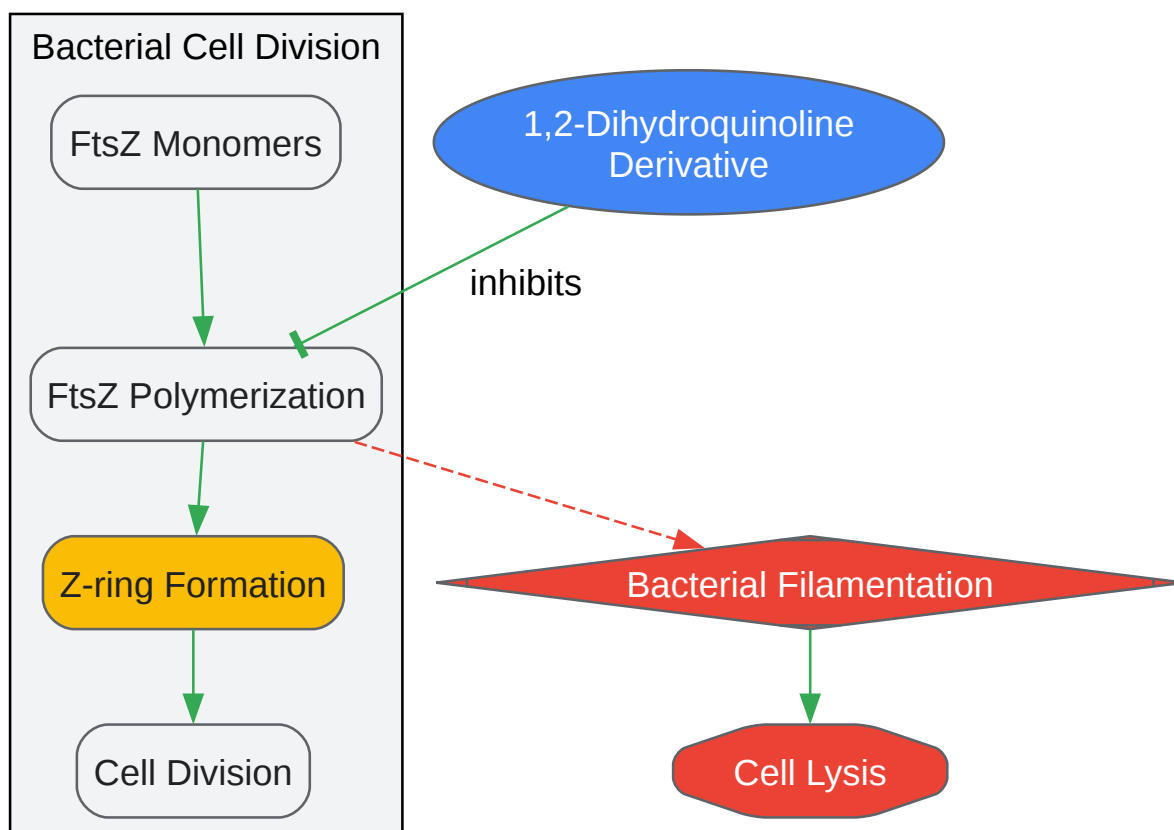 Bacterial Cell Division
FtsZ Monomers
1,2-Dihydroquinoline
Derivative
inhibits
FtsZ Polymerization
Z-ring Formation
Bacterial Filamentation
Cell Division
Cell Lysis